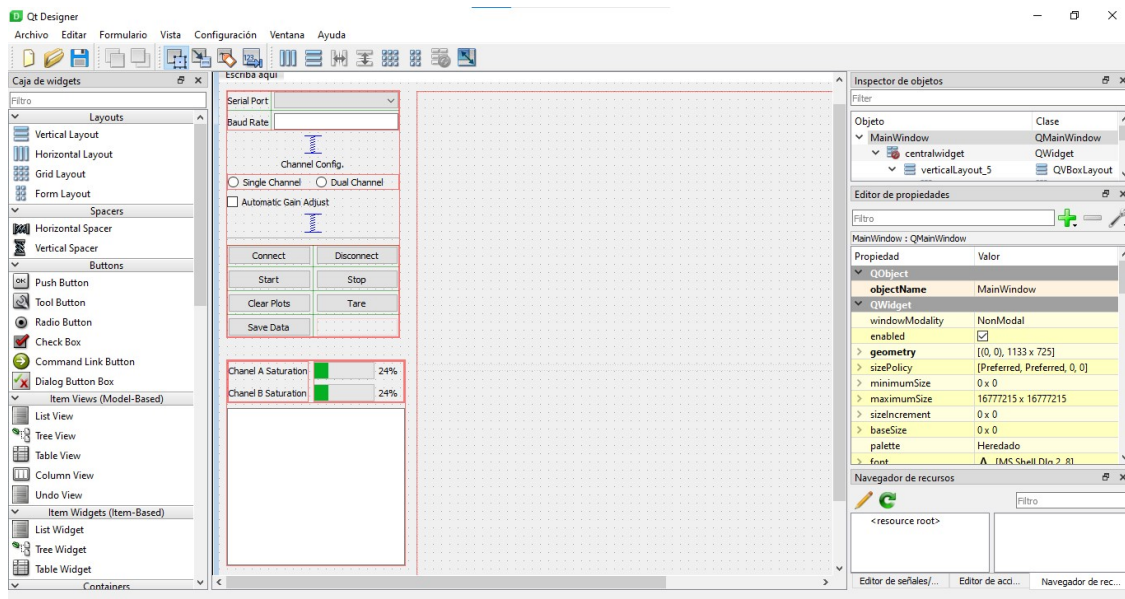 Qt Designer
Archivo Editar Formulario Vista Configuración Ventana Ayuda
Caja de widgets
Filtro
Layouts
Vertical Layout
Horizontal Layout
Grid Layout
Form Layout
Spacers
Horizontal Spacer
Vertical Spacer
Buttons
OK
Push Button
Tool Button
Radio Button
Check Box
Command Link Button
Dialog Button Box
Item Views (Model-Based)
List View
Tree View
Table View
Column View
Undo View
Item Widgets (Item-Based)
List Widget
Tree Widget
Table Widget
Containers
Escriba aquí
Serial Port
Baud Rate
Channel Config.
Single Channel Dual Channel
Automatic Gain Adjust
Connect Disconnect
Start Stop
Clear Plots Tare
Save Data
Chanel A Saturation 24%
Chanel B Saturation 24%
Inspector de objetos
Filter
Objeto Clase
MainWindow QMainWindow
centralwidget QWidget
verticalLayout_5 QVBoxLayout
Editor de propiedades
Filtro
MainWindow : QMainWindow
Propiedad Valor
QObject
objectName MainWindow
QWidget
windowModality NonModal
enabled
geometry [(0, 0), 1133 x 725]
sizePolicy [Preferred, Preferred, 0, 0]
minimumSize 0 x 0
maximumSize 16777215 x 16777215
sizeIncrement 0 x 0
baseSize 0 x 0
palette Heredado
font A [MS Shell Dlg 2, 8]
Navegador de recursos
Filtro
<resource root>
Editor de señales/... Editor de acci... Navegador de rec...